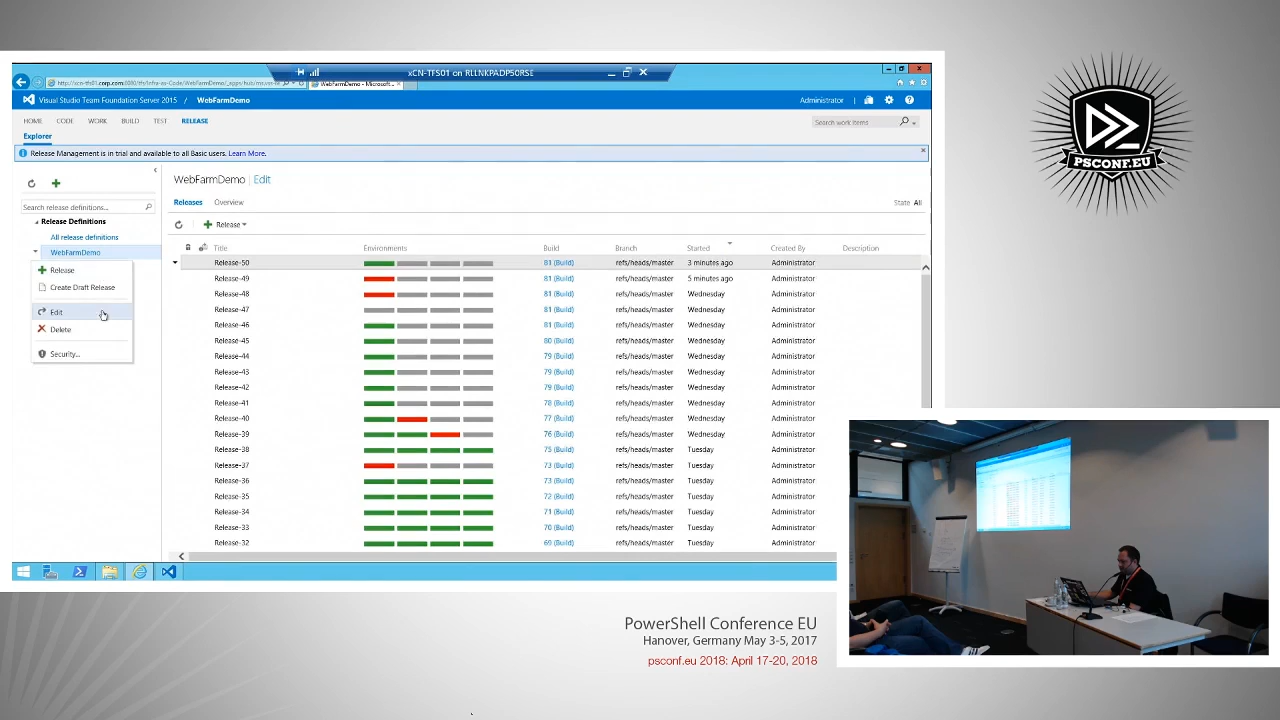 xCN-TFS01 on RLLNKPADP50RSE
WebFarmDemo - Microsoft...
Visual Studio Team Foundation Server 2015 / WebFarmDemo
Administrator
HOME CODE WORK BUILD TEST RELEASE
Search work items
Explorer
Release Management is in trial and available to all Basic users. Learn More.
WebFarmDemo | Edit
Search release definitions...
Releases Overview
State All
Release Definitions
Release
All release definitions
WebFarmDemo
Title Environments Build Branch Started Created By Description
Release
Create Draft Release
Edit
Delete
Security...
Release-50 81 (Build) refs/heads/master 3 minutes ago Administrator
Release-49 81 (Build) refs/heads/master 5 minutes ago Administrator
Release-48 81 (Build) refs/heads/master Wednesday Administrator
Release-47 81 (Build) refs/heads/master Wednesday Administrator
Release-46 81 (Build) refs/heads/master Wednesday Administrator
Release-45 80 (Build) refs/heads/master Wednesday Administrator
Release-44 79 (Build) refs/heads/master Wednesday Administrator
Release-43 79 (Build) refs/heads/master Wednesday Administrator
Release-42 79 (Build) refs/heads/master Wednesday Administrator
Release-41 78 (Build) refs/heads/master Wednesday Administrator
Release-40 77 (Build) refs/heads/master Wednesday Administrator
Release-39 76 (Build) refs/heads/master Wednesday Administrator
Release-38 75 (Build) refs/heads/master Tuesday Administrator
Release-37 73 (Build) refs/heads/master Tuesday Administrator
Release-36 73 (Build) refs/heads/master Tuesday Administrator
Release-35 72 (Build) refs/heads/master Tuesday Administrator
Release-34 71 (Build) refs/heads/master Tuesday Administrator
Release-33 70 (Build) refs/heads/master Tuesday Administrator
Release-32 69 (Build) refs/heads/master Tuesday Administrator
PSCONF.EU
PowerShell Conference EU
Hanover, Germany May 3-5, 2017
psconf.eu 2018: April 17-20, 2018